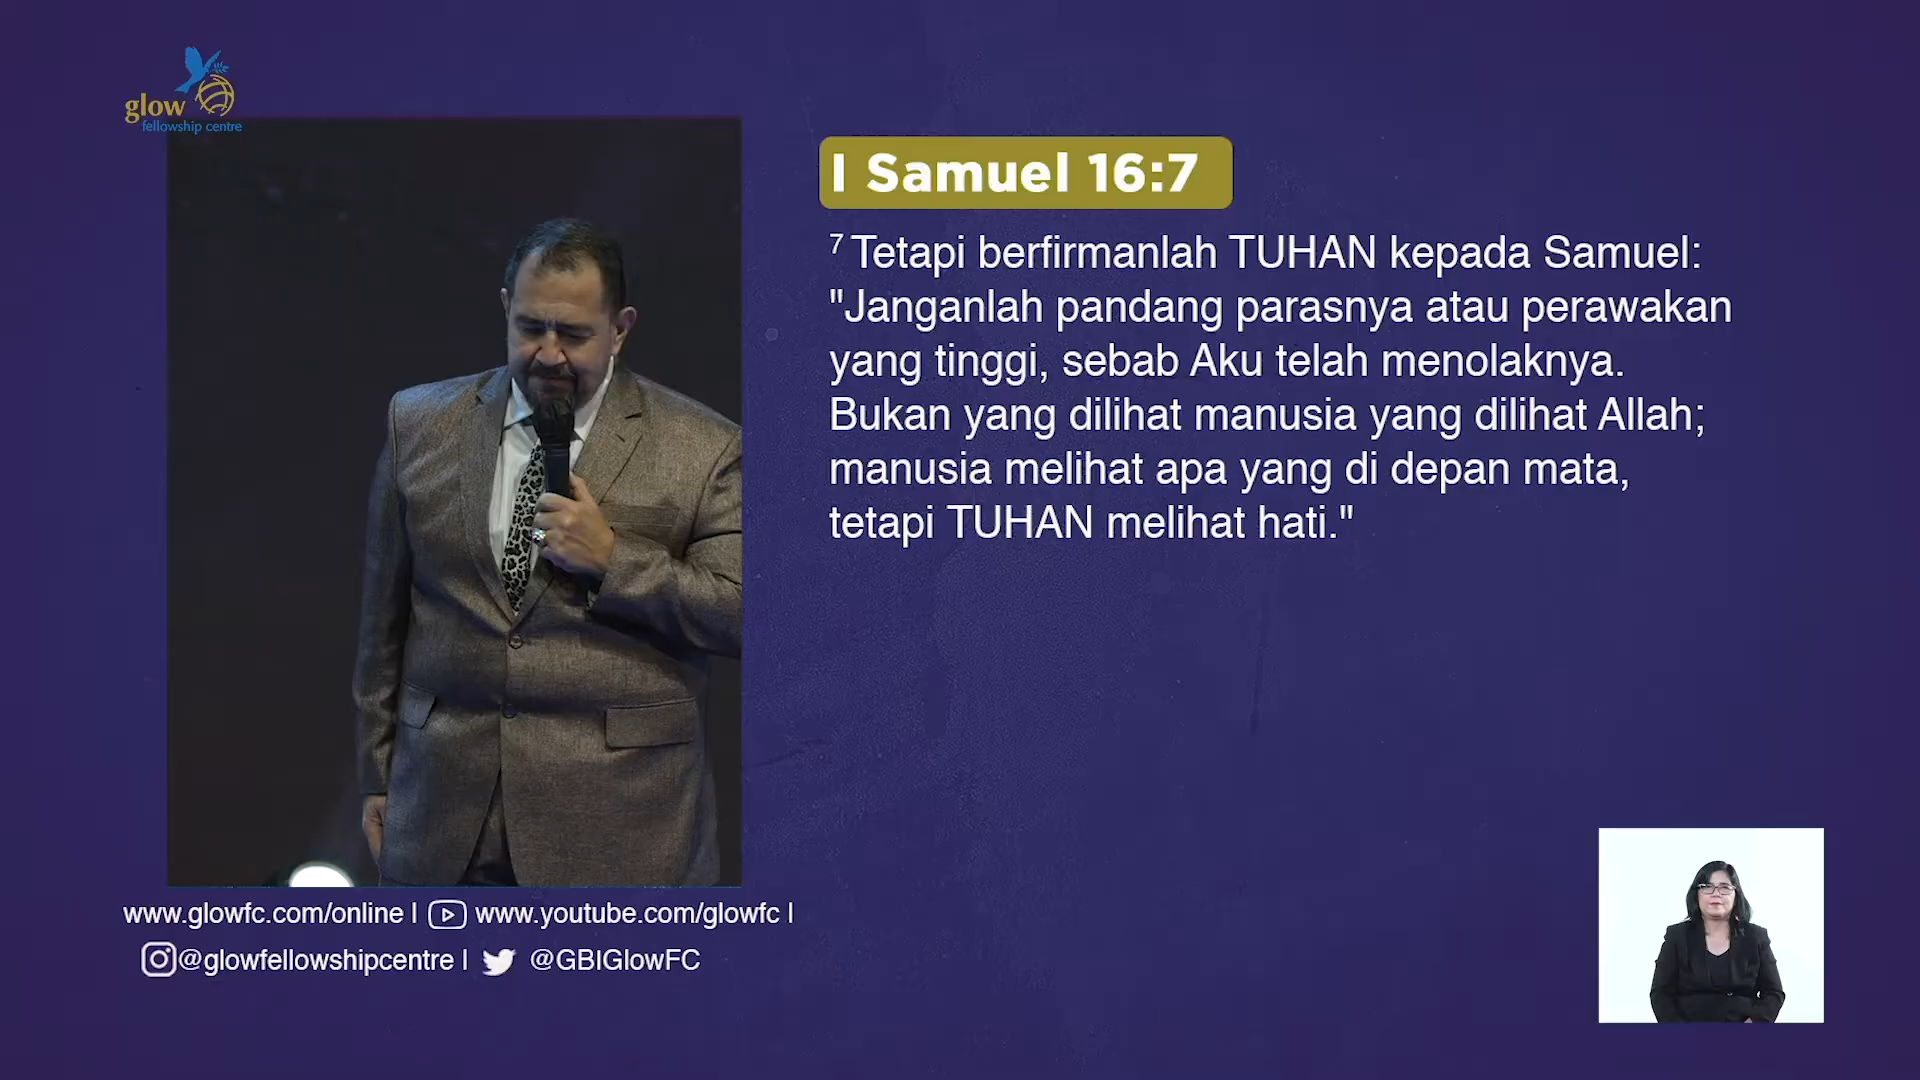 glow
fellowship centre
I Samuel 16:7
7 Tetapi berfirmanlah TUHAN kepada Samuel:
"Janganlah pandang parasnya atau perawakan
yang tinggi, sebab Aku telah menolaknya.
Bukan yang dilihat manusia yang dilihat Allah;
manusia melihat apa yang di depan mata,
tetapi TUHAN melihat hati."
www.glowfc.com/online | www.youtube.com/glowfc |
@glowfellowshipcentre | @GBIGlowFC